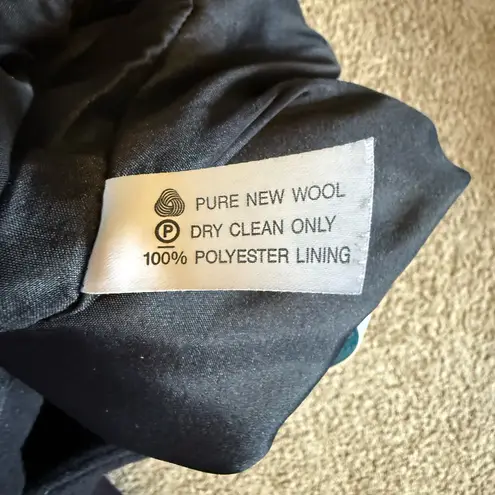 PURE NEW WOOL
P DRY CLEAN ONLY
100% POLYESTER LINING